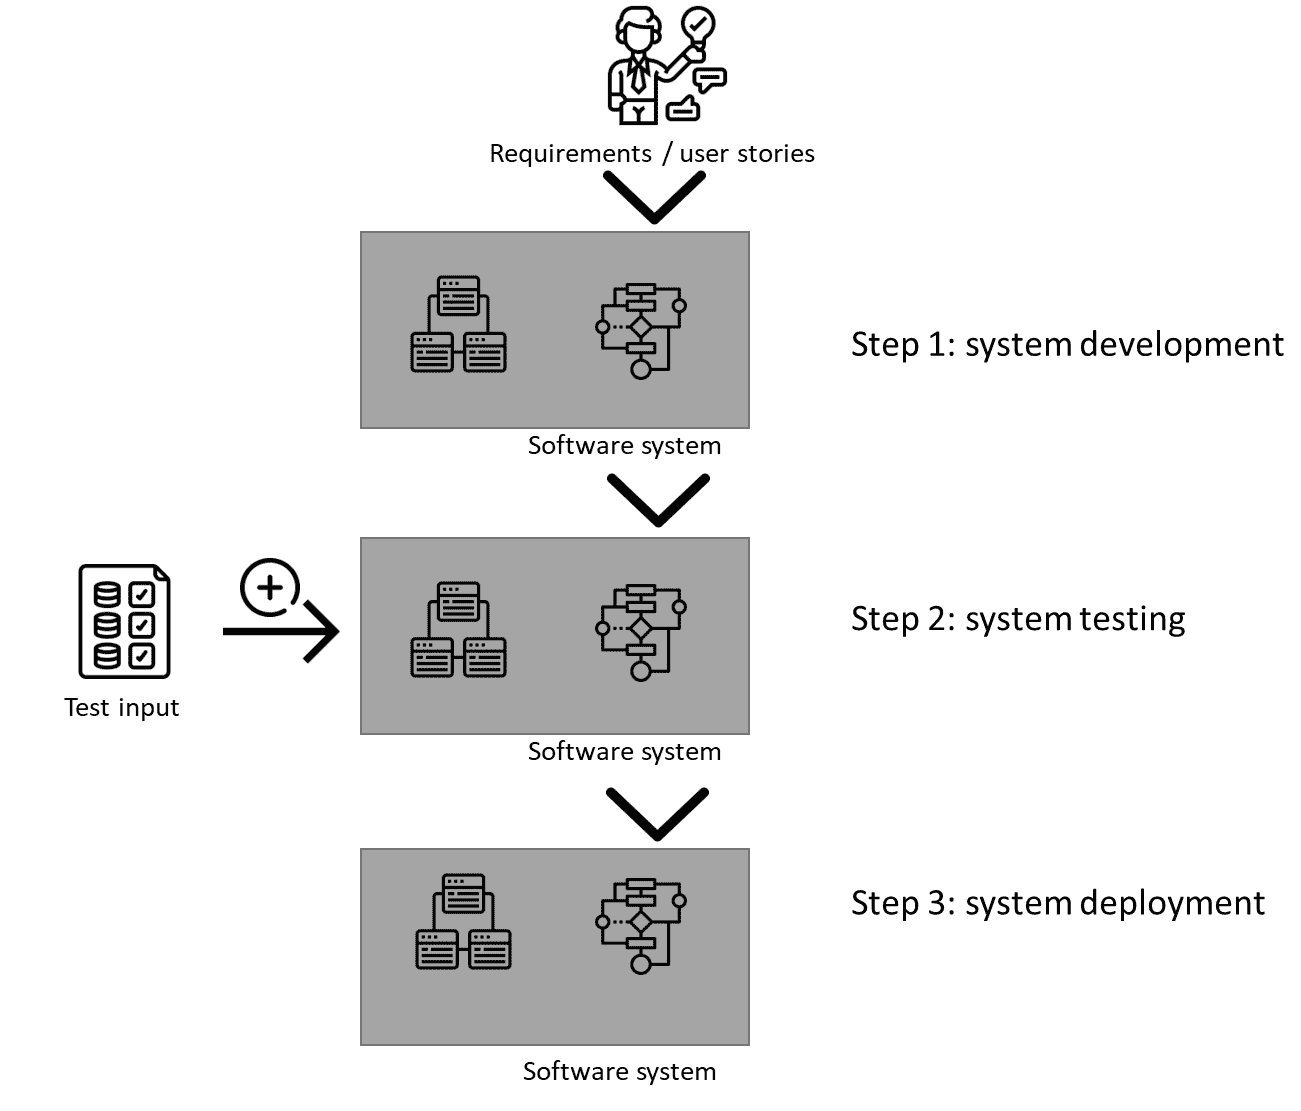 Requirements / user stories
Step 1: system development
Software system
Step 2: system testing
Test input
Software system
Step 3: system deployment
Software system